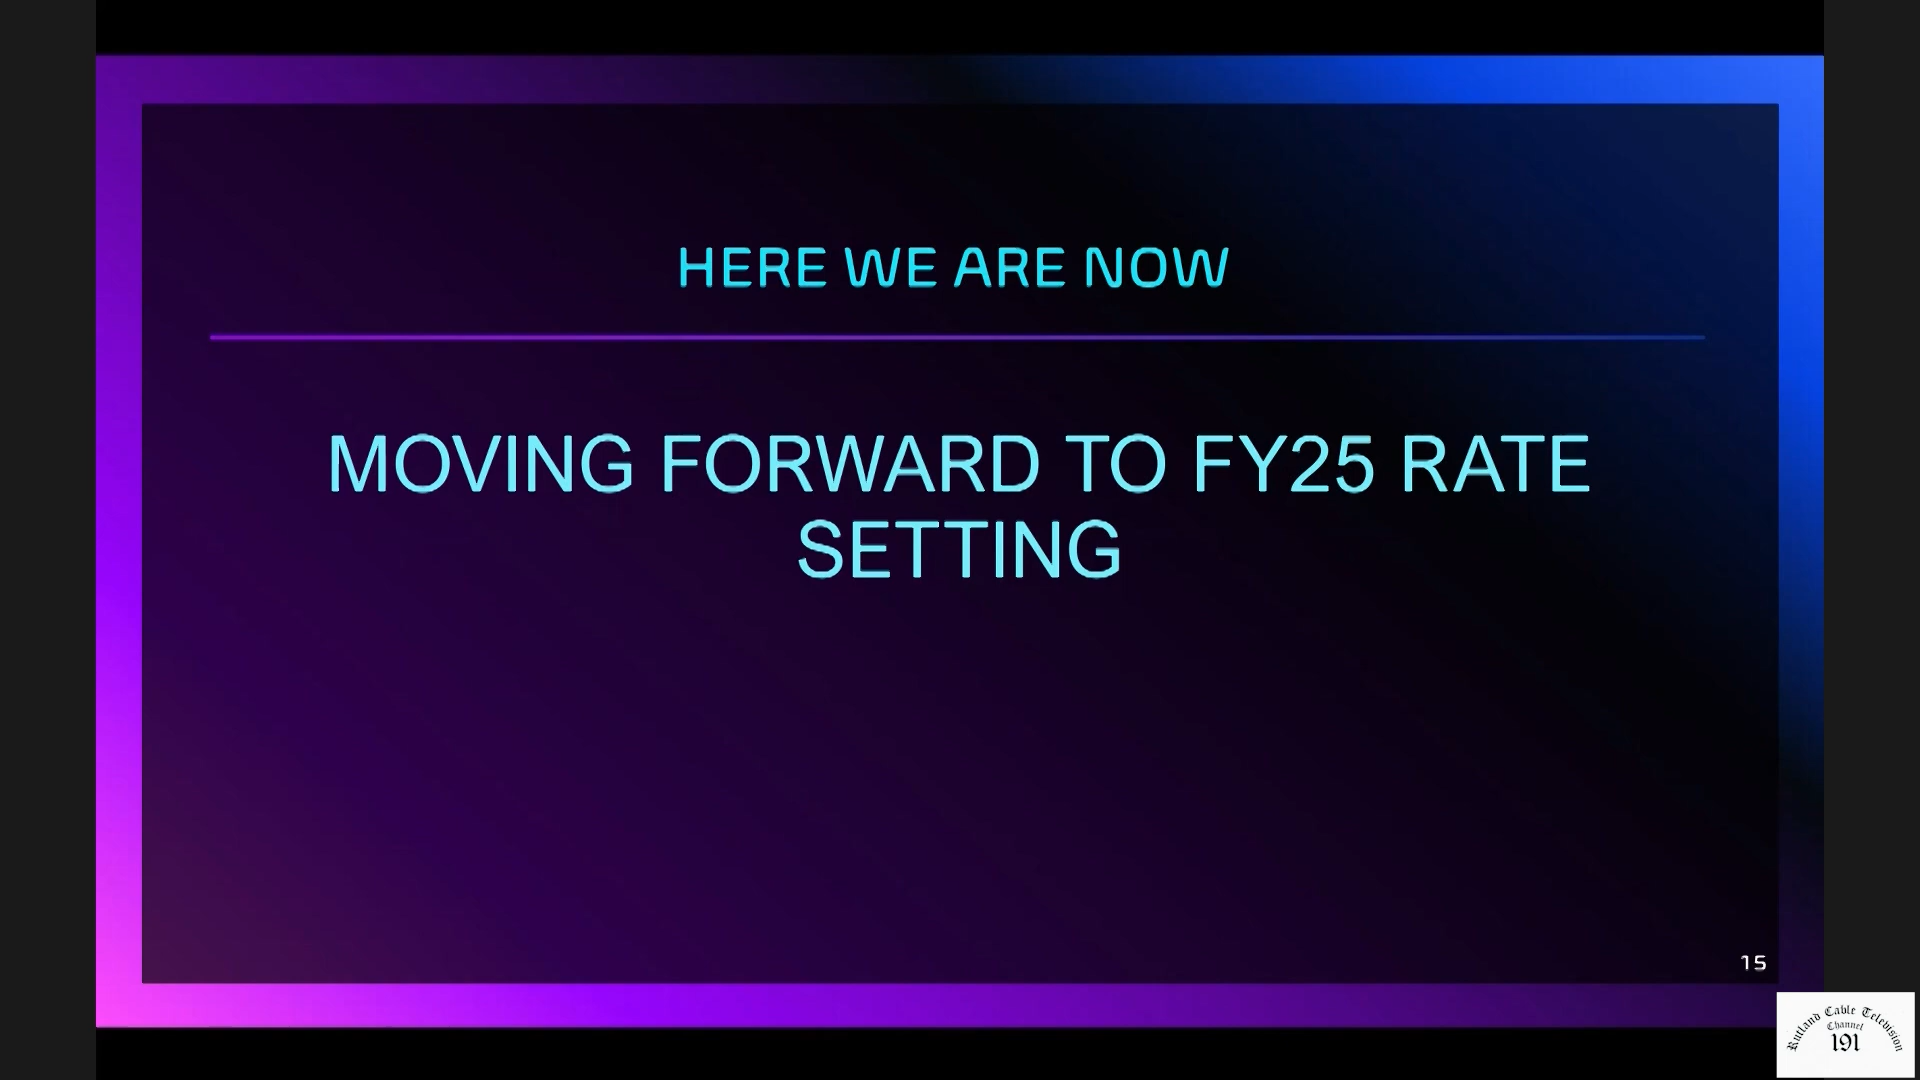 HERE WE ARE NOW
MOVING FORWARD TO FY25 RATE
SETTING
15
Rutland Cable Television
Channel
191